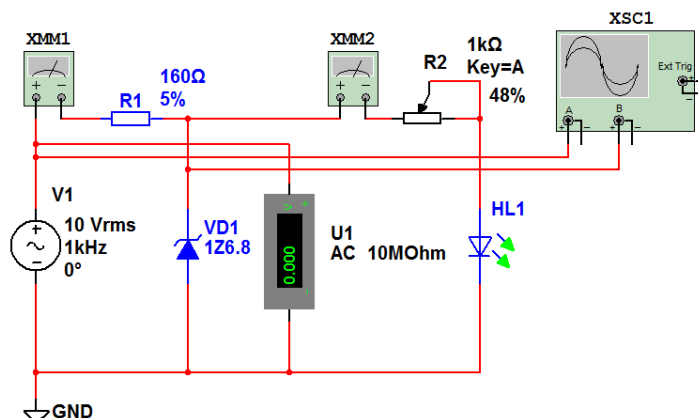 XSC1
XMM1
XMM2
1kΩ
Key=A
R2
48%
160Ω
5%
R1
Ext Trig
A
B
V1
10 Vrms
1kHz
0°
VD1
1Z6.8
0.000
V
U1
AC 10MOhm
HL1
GND